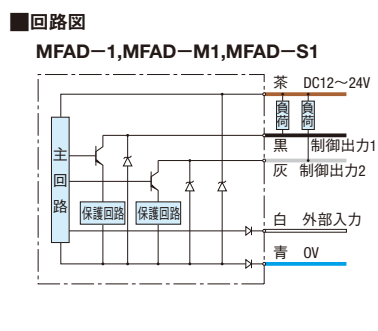 ■回路図
MFAD－1,MFAD－M1,MFAD－S1
茶 DC12～24V
負荷 負荷
黒 制御出力1
灰 制御出力2
主回路
保護回路 保護回路
白 外部入力
青 0V